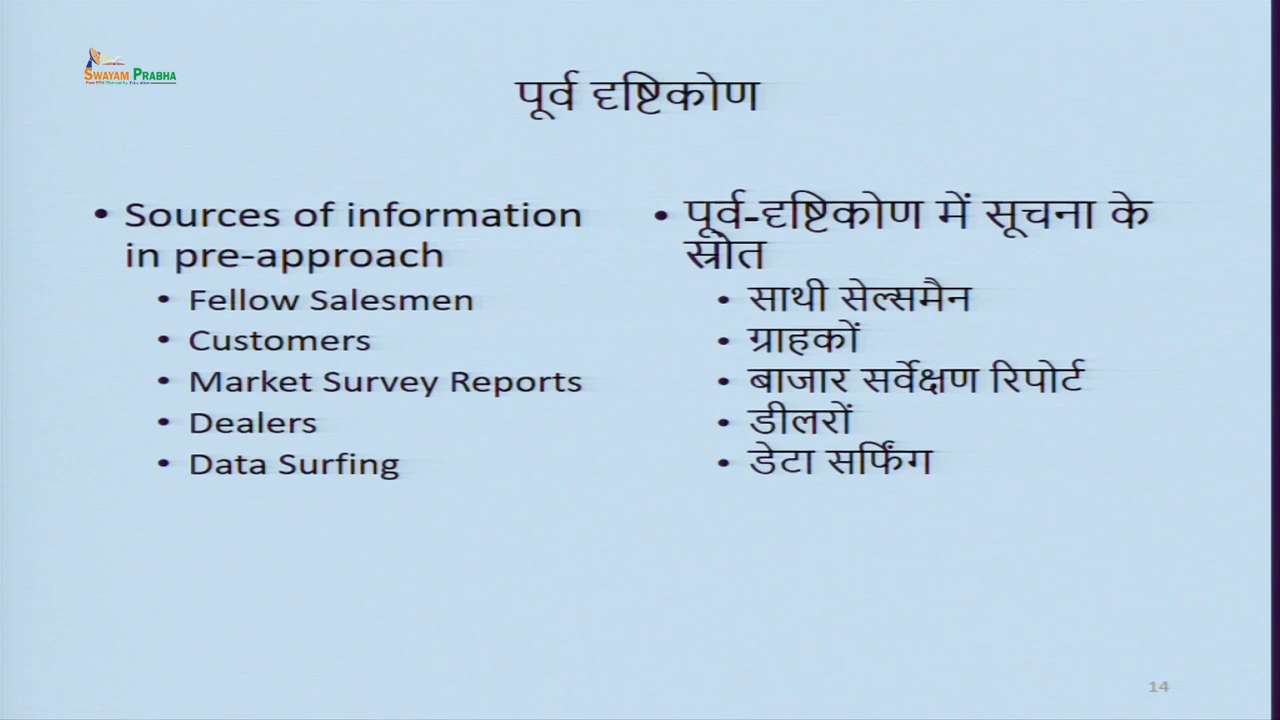 SWAYAM PRABHA
पूर्व दृष्टिकोण
• Sources of information
in pre-approach
• Fellow Salesmen
• Customers
• Market Survey Reports
• Dealers
• Data Surfing
• पूर्व-दृष्टिकोण में सूचना के
स्रोत
• साथी सेल्समैन
• ग्राहकों
• बाजार सर्वेक्षण रिपोर्ट
• डीलरों
• डेटा सर्फिंग
14